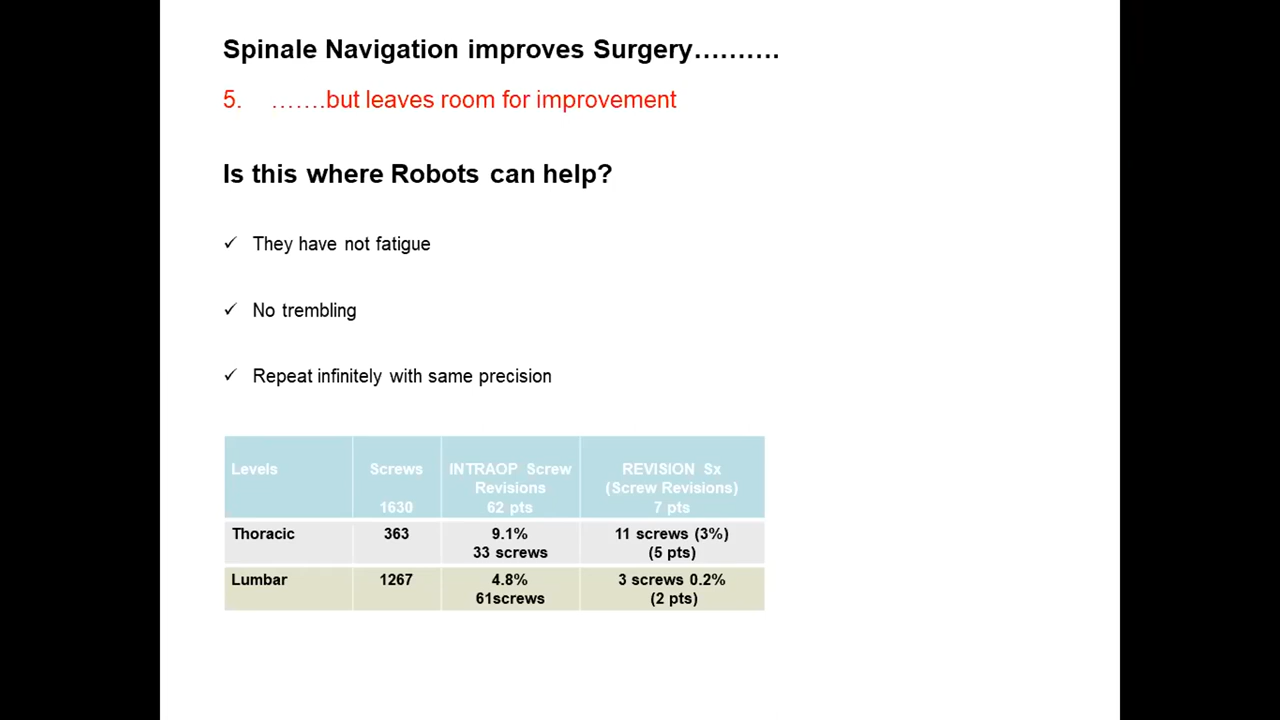 Spinale Navigation improves Surgery……….
5. …….but leaves room for improvement
Is this where Robots can help?
✓ They have not fatigue
✓ No trembling
✓ Repeat infinitely with same precision
Levels Screws 1630 INTRAOP Screw Revisions 62 pts REVISION Sx (Screw Revisions) 7 pts
Thoracic 363 9.1% 33 screws 11 screws (3%) (5 pts)
Lumbar 1267 4.8% 61screws 3 screws 0.2% (2 pts)